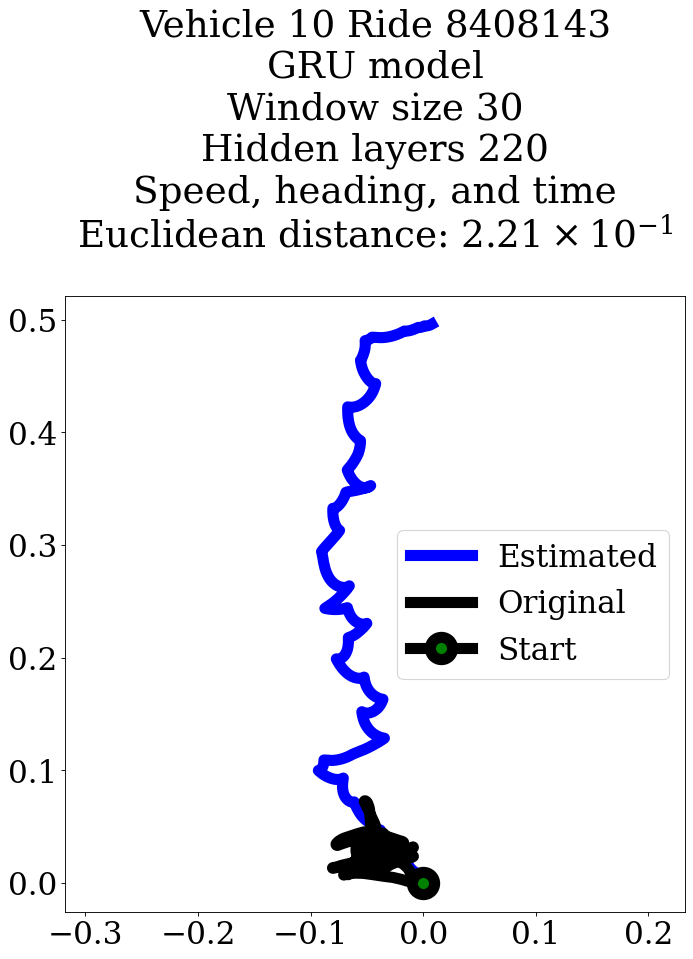 Vehicle 10 Ride 8408143
GRU model
Window size 30
Hidden layers 220
Speed, heading, and time
Euclidean distance: 2.21 × 10⁻¹
0.5
0.4
0.3
0.2
0.1
0.0
Estimated
Original
Start
−0.3 −0.2 −0.1 0.0 0.1 0.2